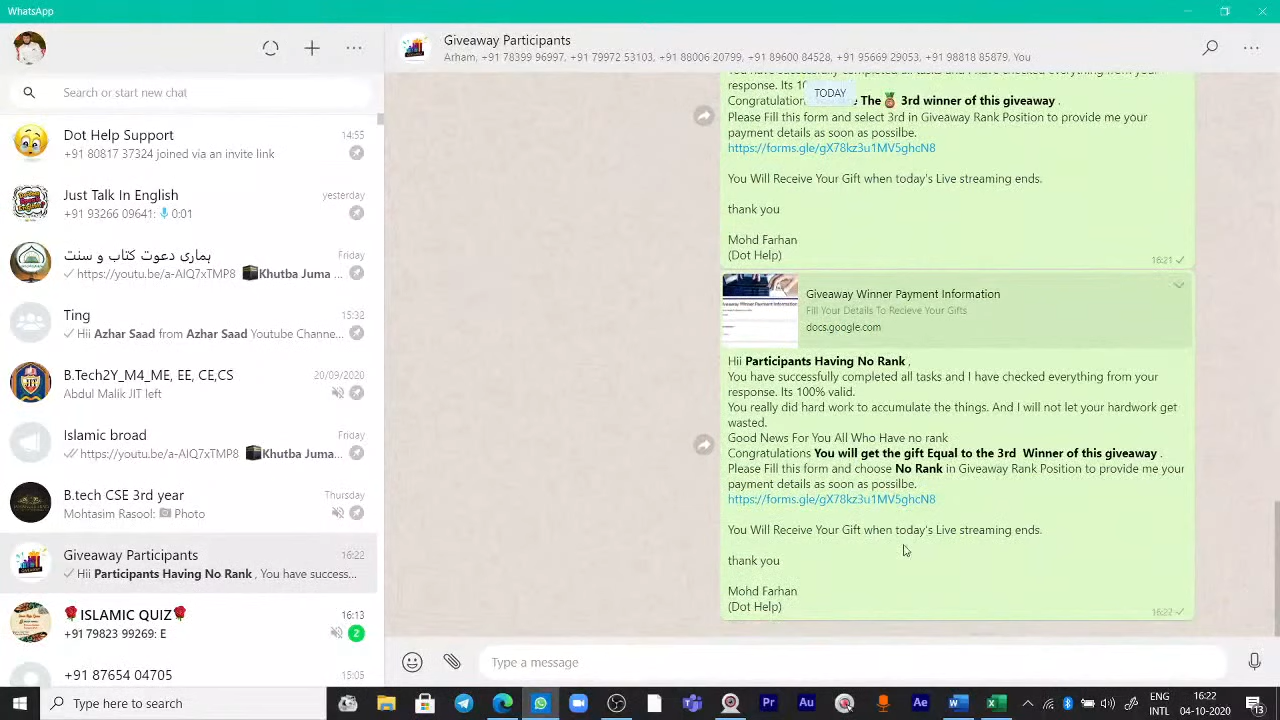 WhatsApp
Search or start new chat
Dot Help Support
14:55
+91 80817 37324 joined via an invite link
Just Talk In English
yesterday
+91 93266 09641: 0:01
ہماری دعوت کتاب و سنت
Friday
https://youtu.be/a-AIQ7xTMP8 Khutba Juma ...
Ting
15:32
Hii Azhar Saad from Azhar Saad Youtube Channe...
B.Tech2Y_M4_ME, EE, CE,CS
20/09/2020
Abdul Malik JIT left
Islamic broad
Friday
https://youtu.be/a-AIQ7xTMP8 Khutba Juma...
B.tech CSE 3rd year
Thursday
Mohtasim Rasool: Photo
Giveaway Participants
16:22
Hii Participants Having No Rank , You have success...
🌹ISLAMIC QUIZ🌹
16:13
+91 79833 99269: E
2
+91 87654 04705
15:05
Giveaway Participants
Arham, +91 78399 96997, +91 79972 53103, +91 88006 20799, +91 89600 84528, +91 95669 29053, +91 98818 85879, You
TODAY
response. Its
Congratulation The 🥉 3rd winner of this giveaway .
Please Fill this form and select 3rd in Giveaway Rank Position to provide me your
payment details as soon as possilbe.
https://forms.gle/gX78kz3u1MV5ghcN8
You Will Receive Your Gift when today's Live streaming ends.
thank you
Mohd Farhan
(Dot Help)
16:21
Giveaway Winner Payment Information
Fill Your Details To Recieve Your Gifts
docs.google.com
Hii Participants Having No Rank ,
You have successfully completed all tasks and I have checked everything from your
response. Its 100% valid.
You really did hard work to accumulate the things. And I will not let your hardwork get
wasted.
Good News For You All Who Have no rank
Congratulations You will get the gift Equal to the 3rd Winner of this giveaway .
Please Fill this form and choose No Rank in Giveaway Rank Position to provide me your
payment details as soon as possilbe.
https://forms.gle/gX78kz3u1MV5ghcN8
You Will Receive Your Gift when today's Live streaming ends.
thank you
Mohd Farhan
(Dot Help)
16:22
Type a message
Type here to search
Pr
Au
Ae
ENG
INTL
16:22
04-10-2020